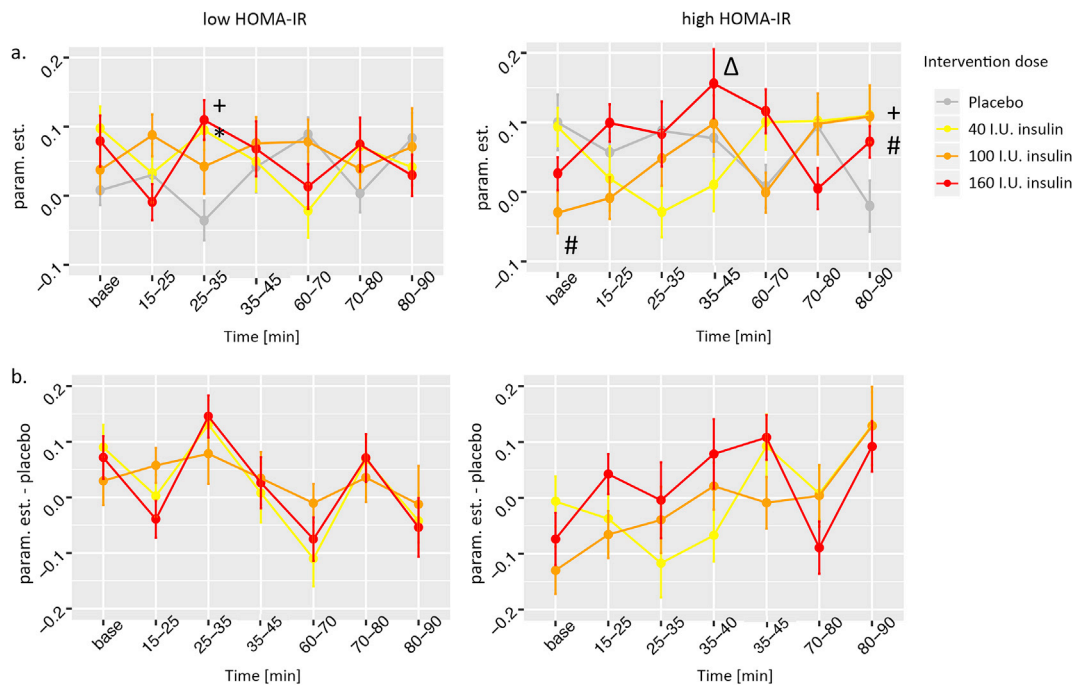 low HOMA-IR
high HOMA-IR
a.
Intervention dose
Placebo
40 I.U. insulin
100 I.U. insulin
160 I.U. insulin
param. est.
0.2
0.1
0.0
−0.1
+
*
base
15−25
25−35
35−45
60−70
70−80
80−90
Time [min]
param. est.
0.2
0.1
0.0
−0.1
Δ
+
#
#
base
15−25
25−35
35−45
60−70
70−80
80−90
Time [min]
b.
param. est. - placebo
0.2
0.1
0.0
−0.1
−0.2
base
15−25
25−35
35−45
60−70
70−80
80−90
Time [min]
param. est. - placebo
0.2
0.1
0.0
−0.1
−0.2
base
15−25
25−35
35−40
35−45
70−80
80−90
Time [min]